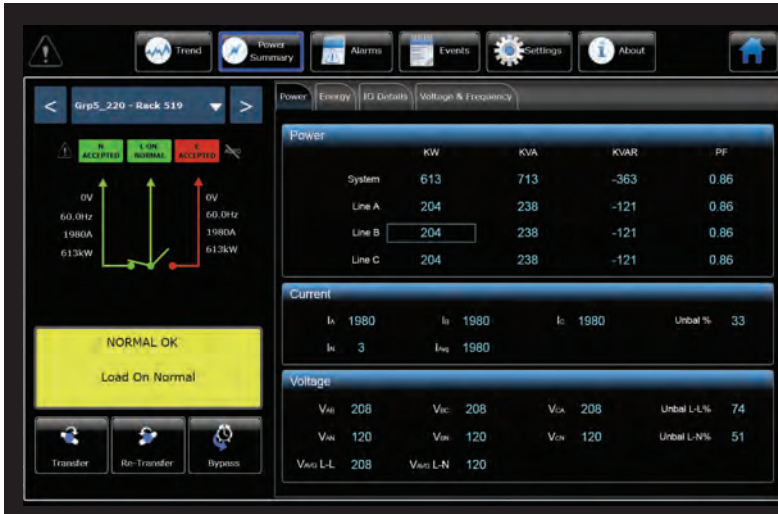 Trend Power Summary Alarms Events Settings About
< Grp5_220 - Rack 519 >
Power Energy IO Details Voltage & Frequency
N ACCEPTED L ON NORMAL E ACCEPTED
0V 0V
60.0Hz 60.0Hz
1980A 1980A
613kW 613kW
NORMAL OK
Load On Normal
Transfer Re-Transfer Bypass
Power
KW KVA KVAR PF
System 613 713 -363 0.86
Line A 204 238 -121 0.86
Line B 204 238 -121 0.86
Line C 204 238 -121 0.86
Current
IA 1980 IB 1980 IC 1980 Unbal % 33
IN 3 IAvg 1980
Voltage
VAB 208 VBC 208 VCA 208 Unbal L-L% 74
VAN 120 VBN 120 VCN 120 Unbal L-N% 51
VAVG L-L 208 VAVG L-N 120